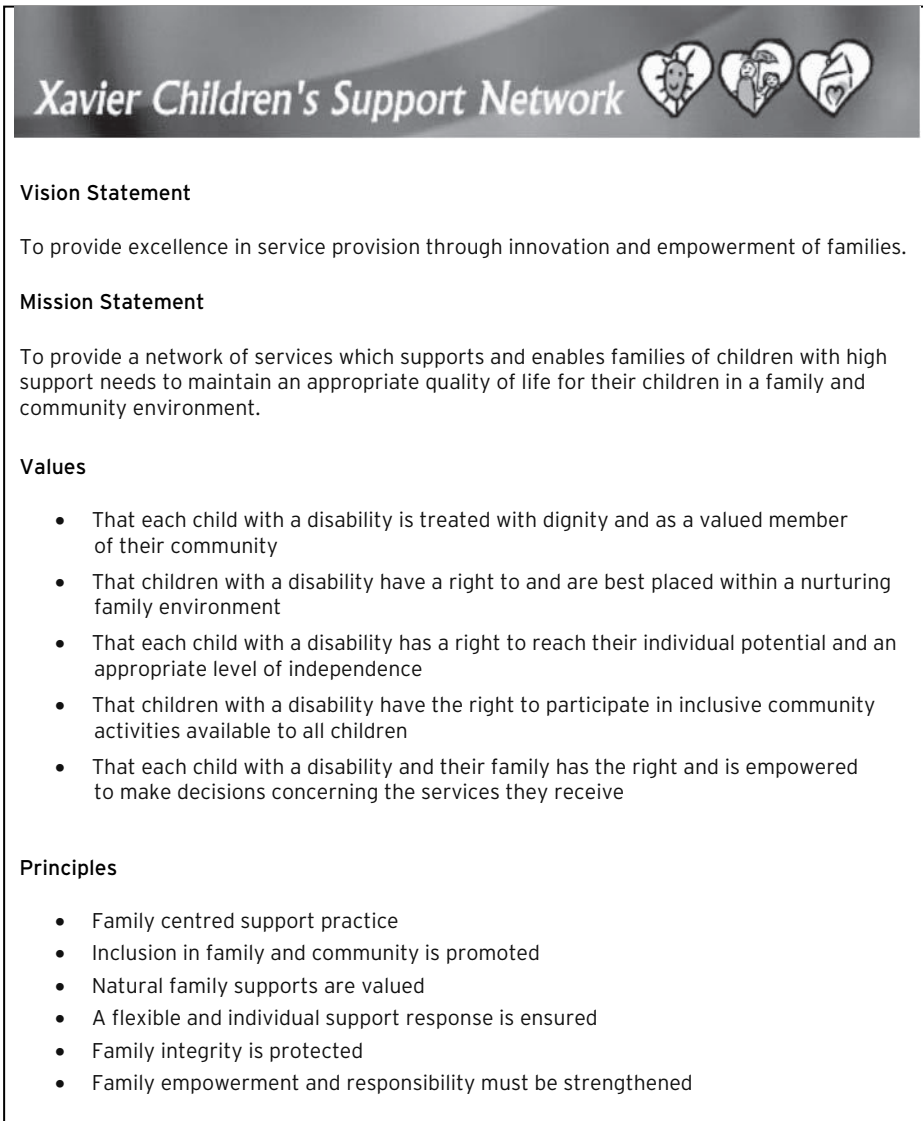 Xavier Children's Support Network
Vision Statement
To provide excellence in service provision through innovation and empowerment of families.
Mission Statement
To provide a network of services which supports and enables families of children with high
support needs to maintain an appropriate quality of life for their children in a family and
community environment.
Values
• That each child with a disability is treated with dignity and as a valued member
of their community
• That children with a disability have a right to and are best placed within a nurturing
family environment
• That each child with a disability has a right to reach their individual potential and an
appropriate level of independence
• That children with a disability have the right to participate in inclusive community
activities available to all children
• That each child with a disability and their family has the right and is empowered
to make decisions concerning the services they receive
Principles
• Family centred support practice
• Inclusion in family and community is promoted
• Natural family supports are valued
• A flexible and individual support response is ensured
• Family integrity is protected
• Family empowerment and responsibility must be strengthened